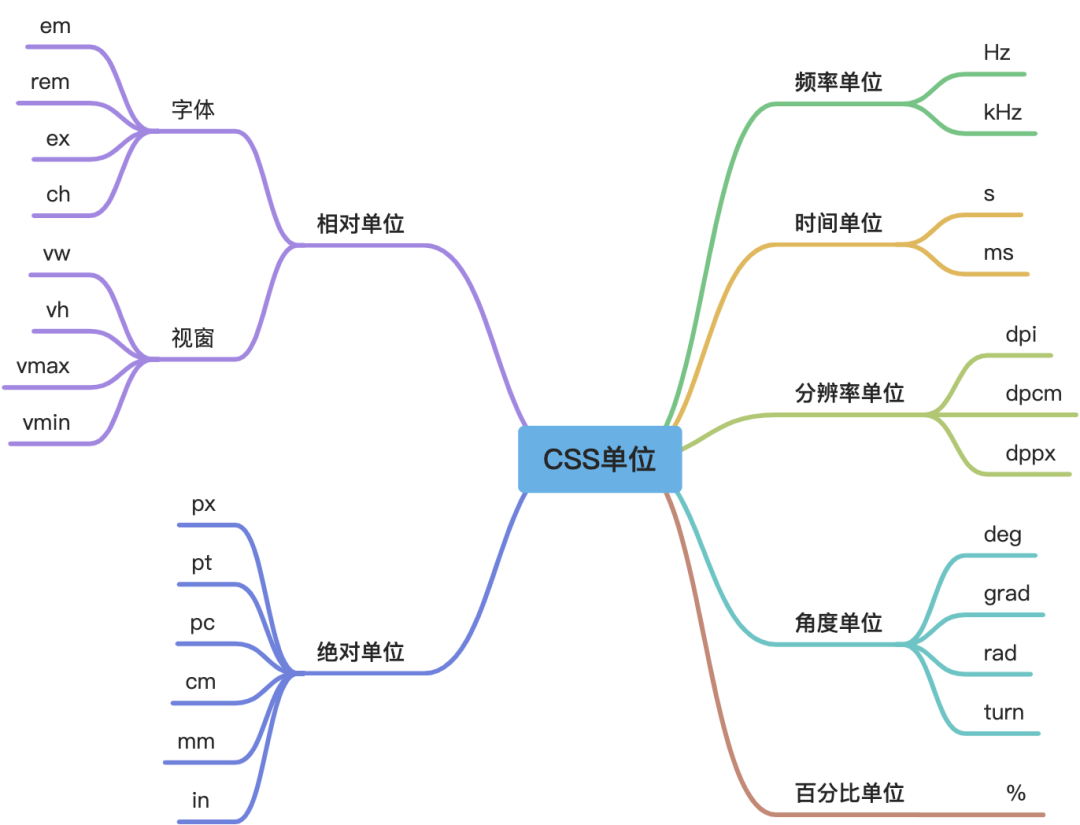 CSS单位
相对单位
字体
em
rem
ex
ch
视窗
vw
vh
vmax
vmin
绝对单位
px
pt
pc
cm
mm
in
频率单位
Hz
kHz
时间单位
s
ms
分辨率单位
dpi
dpcm
dppx
角度单位
deg
grad
rad
turn
百分比单位
%